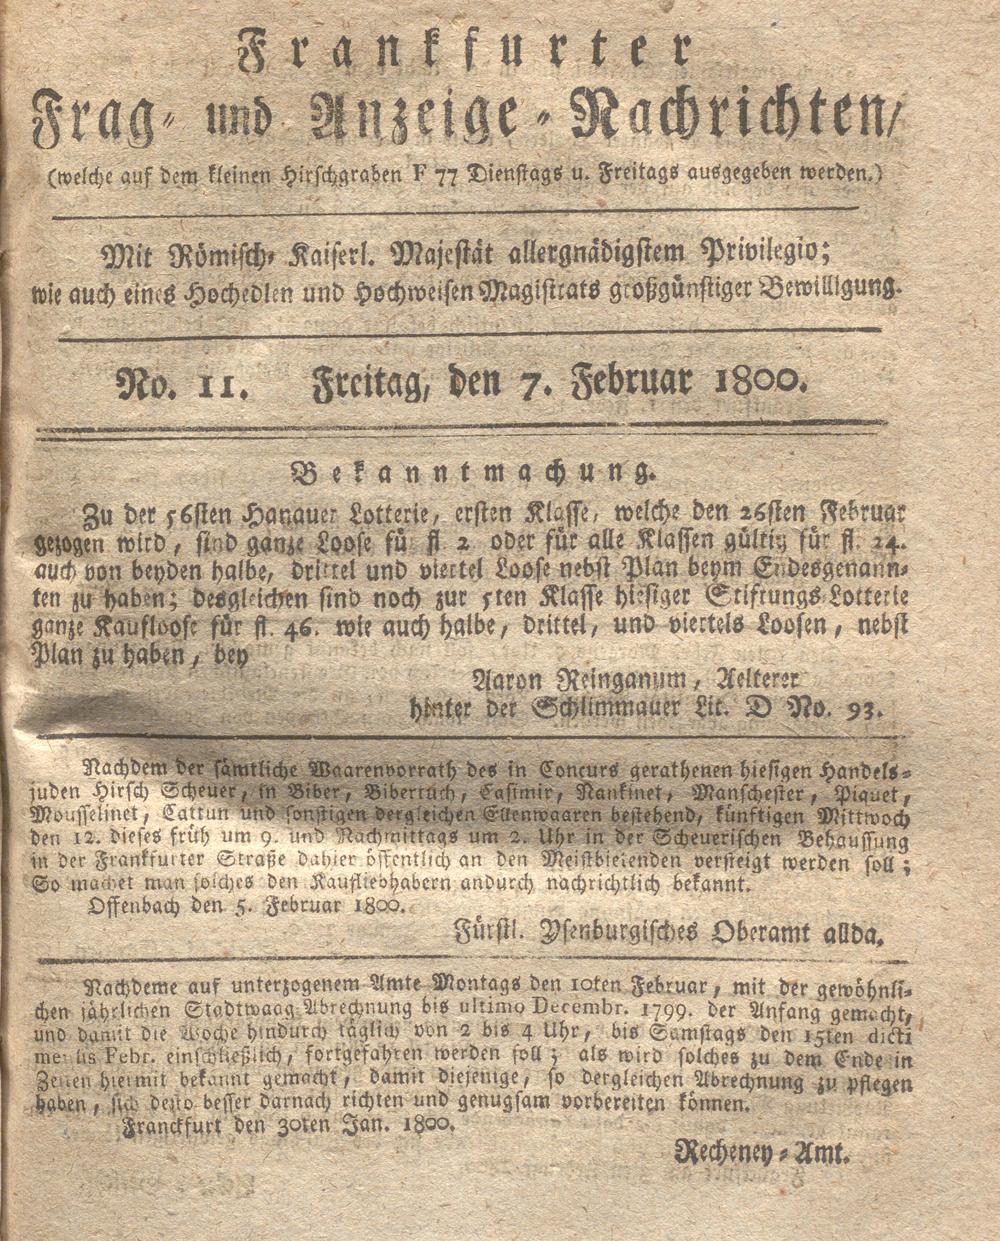 Frankfurter
Frag- und Anzeige-Nachrichten/
(welche auf dem kleinen Hirschgraben F 77 Dienstags u. Freitags ausgegeben werden.)
Mit Römisch- Kaiserl. Majestät allergnädigstem Privilegio;
wie auch eines Hochedlen und Hochweisen Magistrats großgünstiger Bewilligung.
No. 11. Freitag, den 7. Februar 1800.
Bekanntmachung.
Zu der 56sten Hanauer Lotterie, ersten Klasse, welche den 26sten Februar
gezogen wird, sind ganze Loose für fl 2 oder für alle Klassen gültig für fl. 24.
auch von beyden halbe, drittel und viertel Loose nebst Plan beym Endesgenann-
ten zu haben; desgleichen sind noch zur 5ten Klasse hiesiger Stiftungs-Lotterie
ganze Kaufloose für fl. 46. wie auch halbe, drittel, und viertels Loosen, nebst
Plan zu haben, bey
Aaron Reinganum, Aelterer
hinter der Schlimmauer Lit. D No. 93.
Nachdem der sämtliche Waarenvorrath des in Concurs gerathenen hiesigen Handels-
juden Hirsch Scheuer, in Biber, Bibertuch, Casimir, Nankinet, Manschester, Piquet,
Mousselinet, Cattun und sonstigen dergleichen Ellenwaaren bestehend, künftigen Mittwoch
den 12. dieses früh um 9. und Nachmittags um 2. Uhr in der Scheuerischen Behaussung
in der Frankfurter Straße dahier öffentlich an den Meistbietenden versteigt werden soll;
So machet man solches den Kaufliebhabern andurch nachrichtlich bekannt.
Offenbach den 5. Februar 1800.
Fürstl. Ysenburgisches Oberamt allda.
Nachdeme auf unterzogenem Amte Montags den 10ten Februar, mit der gewöhnli-
chen jährlichen Stadtwaag-Abrechnung bis ultimo Decembr. 1799. der Anfang gemacht,
und damit die Woche hindurch täglich von 2 bis 4 Uhr, bis Samstags den 15ten dicti
mensis Febr. einschließlich, fortgefahren werden soll; als wird solches zu dem Ende in
Zeiten hiermit bekannt gemacht, damit diejenige, so dergleichen Abrechnung zu pflegen
haben, sich desto besser darnach richten und genugsam vorbereiten können.
Franckfurt den 30ten Jan. 1800.
Recheney-Amt.